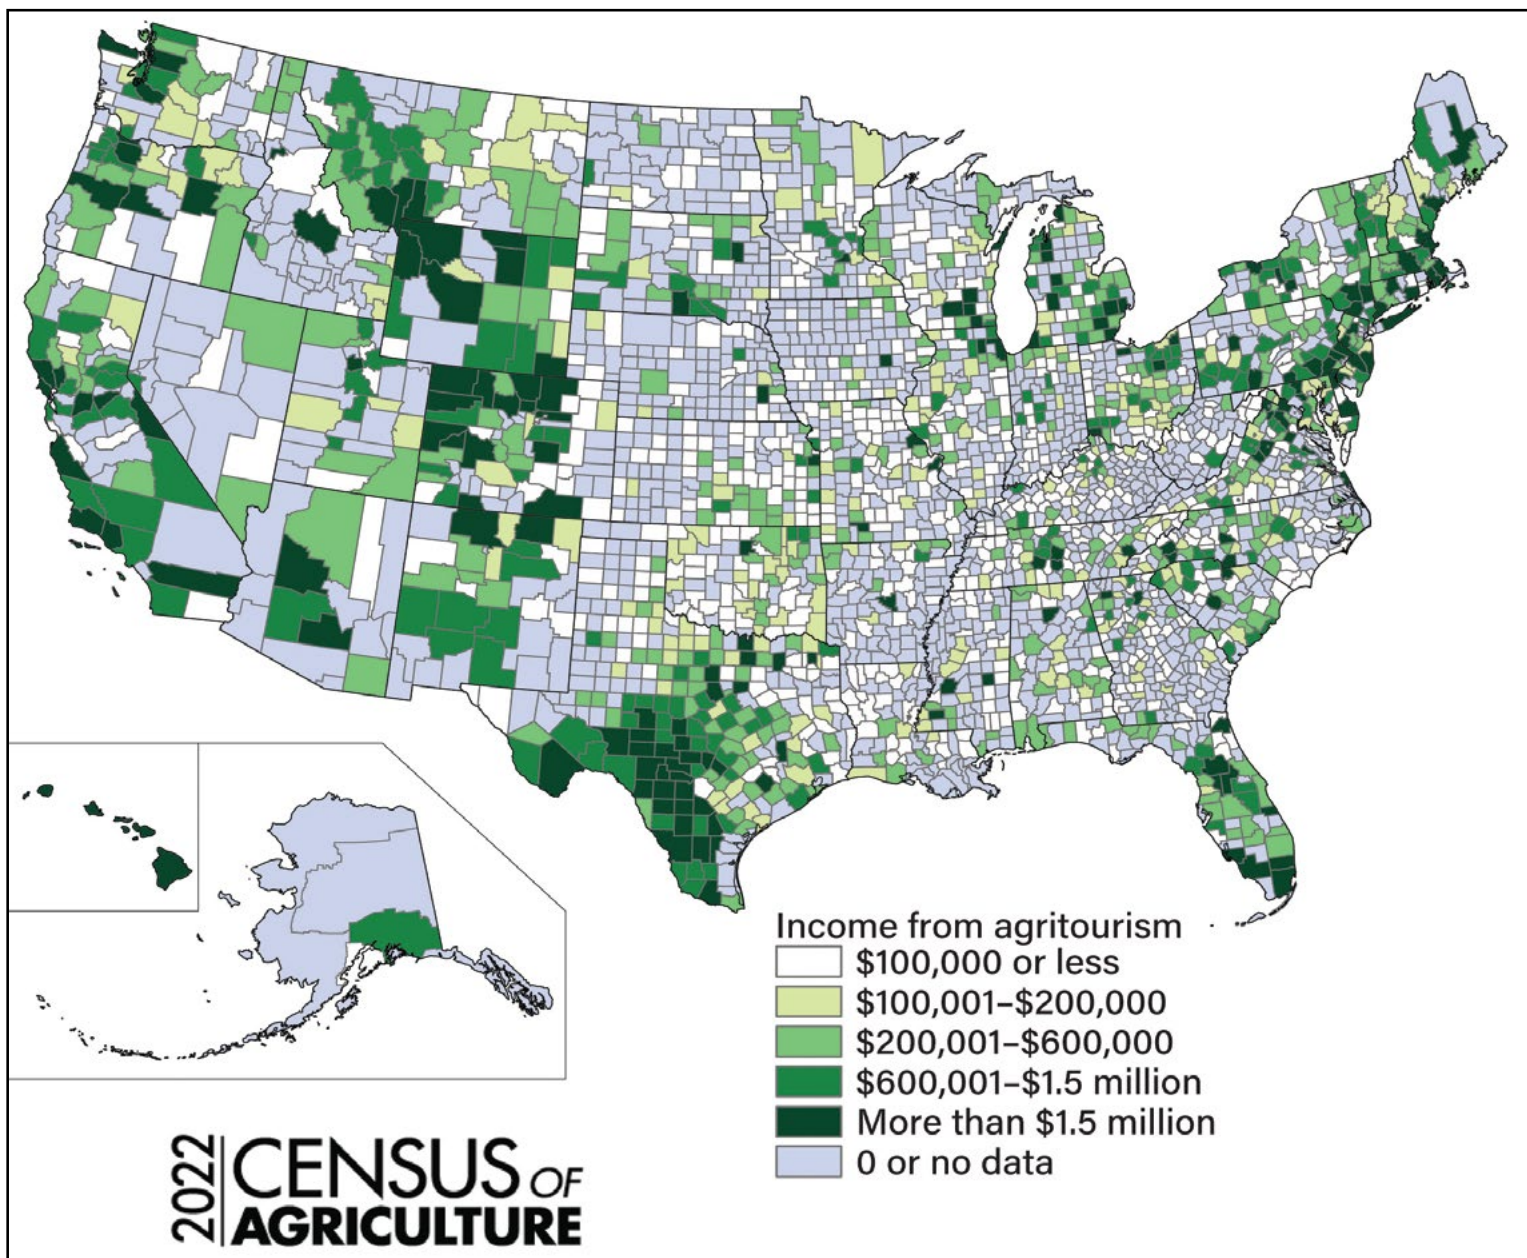 Income from agritourism
$100,000 or less
$100,001–$200,000
$200,001–$600,000
$600,001–$1.5 million
More than $1.5 million
0 or no data
2022
CENSUS OF
AGRICULTURE